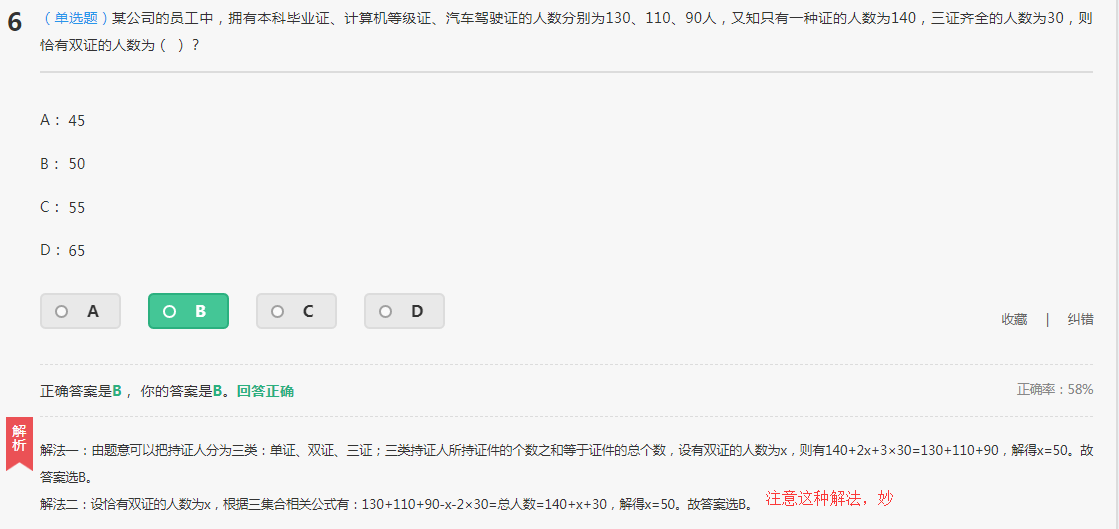 6 （单选题）某公司的员工中，拥有本科毕业证、计算机等级证、汽车驾驶证的人数分别为130、110、90人，又知只有一种证的人数为140，三证齐全的人数为30，则
恰有双证的人数为（ ）？
A： 45
B： 50
C： 55
D： 65
A B C D
收藏 | 纠错
正确答案是B， 你的答案是B。回答正确 正确率：58%
解析
解法一：由题意可以把持证人分为三类：单证、双证、三证；三类持证人所持证件的个数之和等于证件的总个数，设有双证的人数为x，则有140+2x+3×30=130+110+90，解得x=50。故
答案选B。
解法二：设恰有双证的人数为x，根据三集合相关公式有：130+110+90-x-2×30=总人数=140+x+30，解得x=50。故答案选B。 注意这种解法，妙